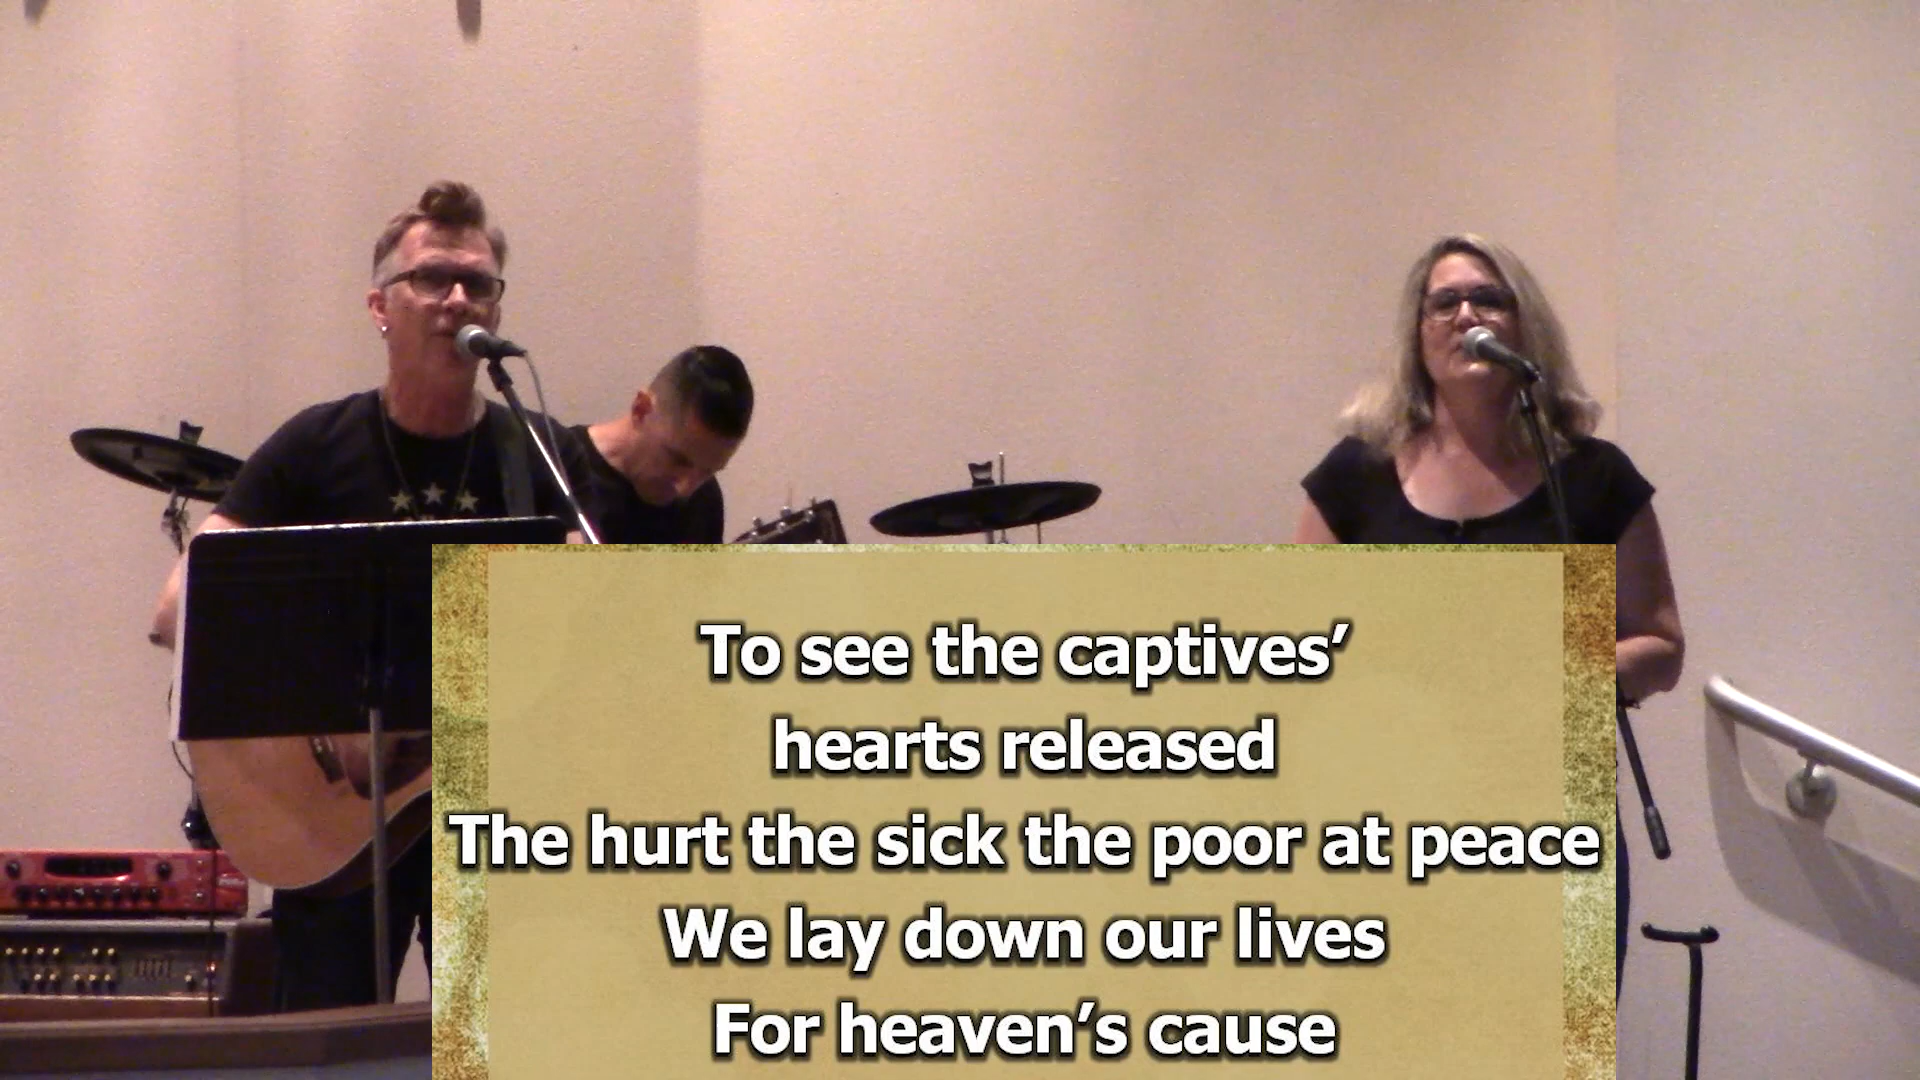 To see the captives’
hearts released
The hurt the sick the poor at peace
We lay down our lives
For heaven’s cause